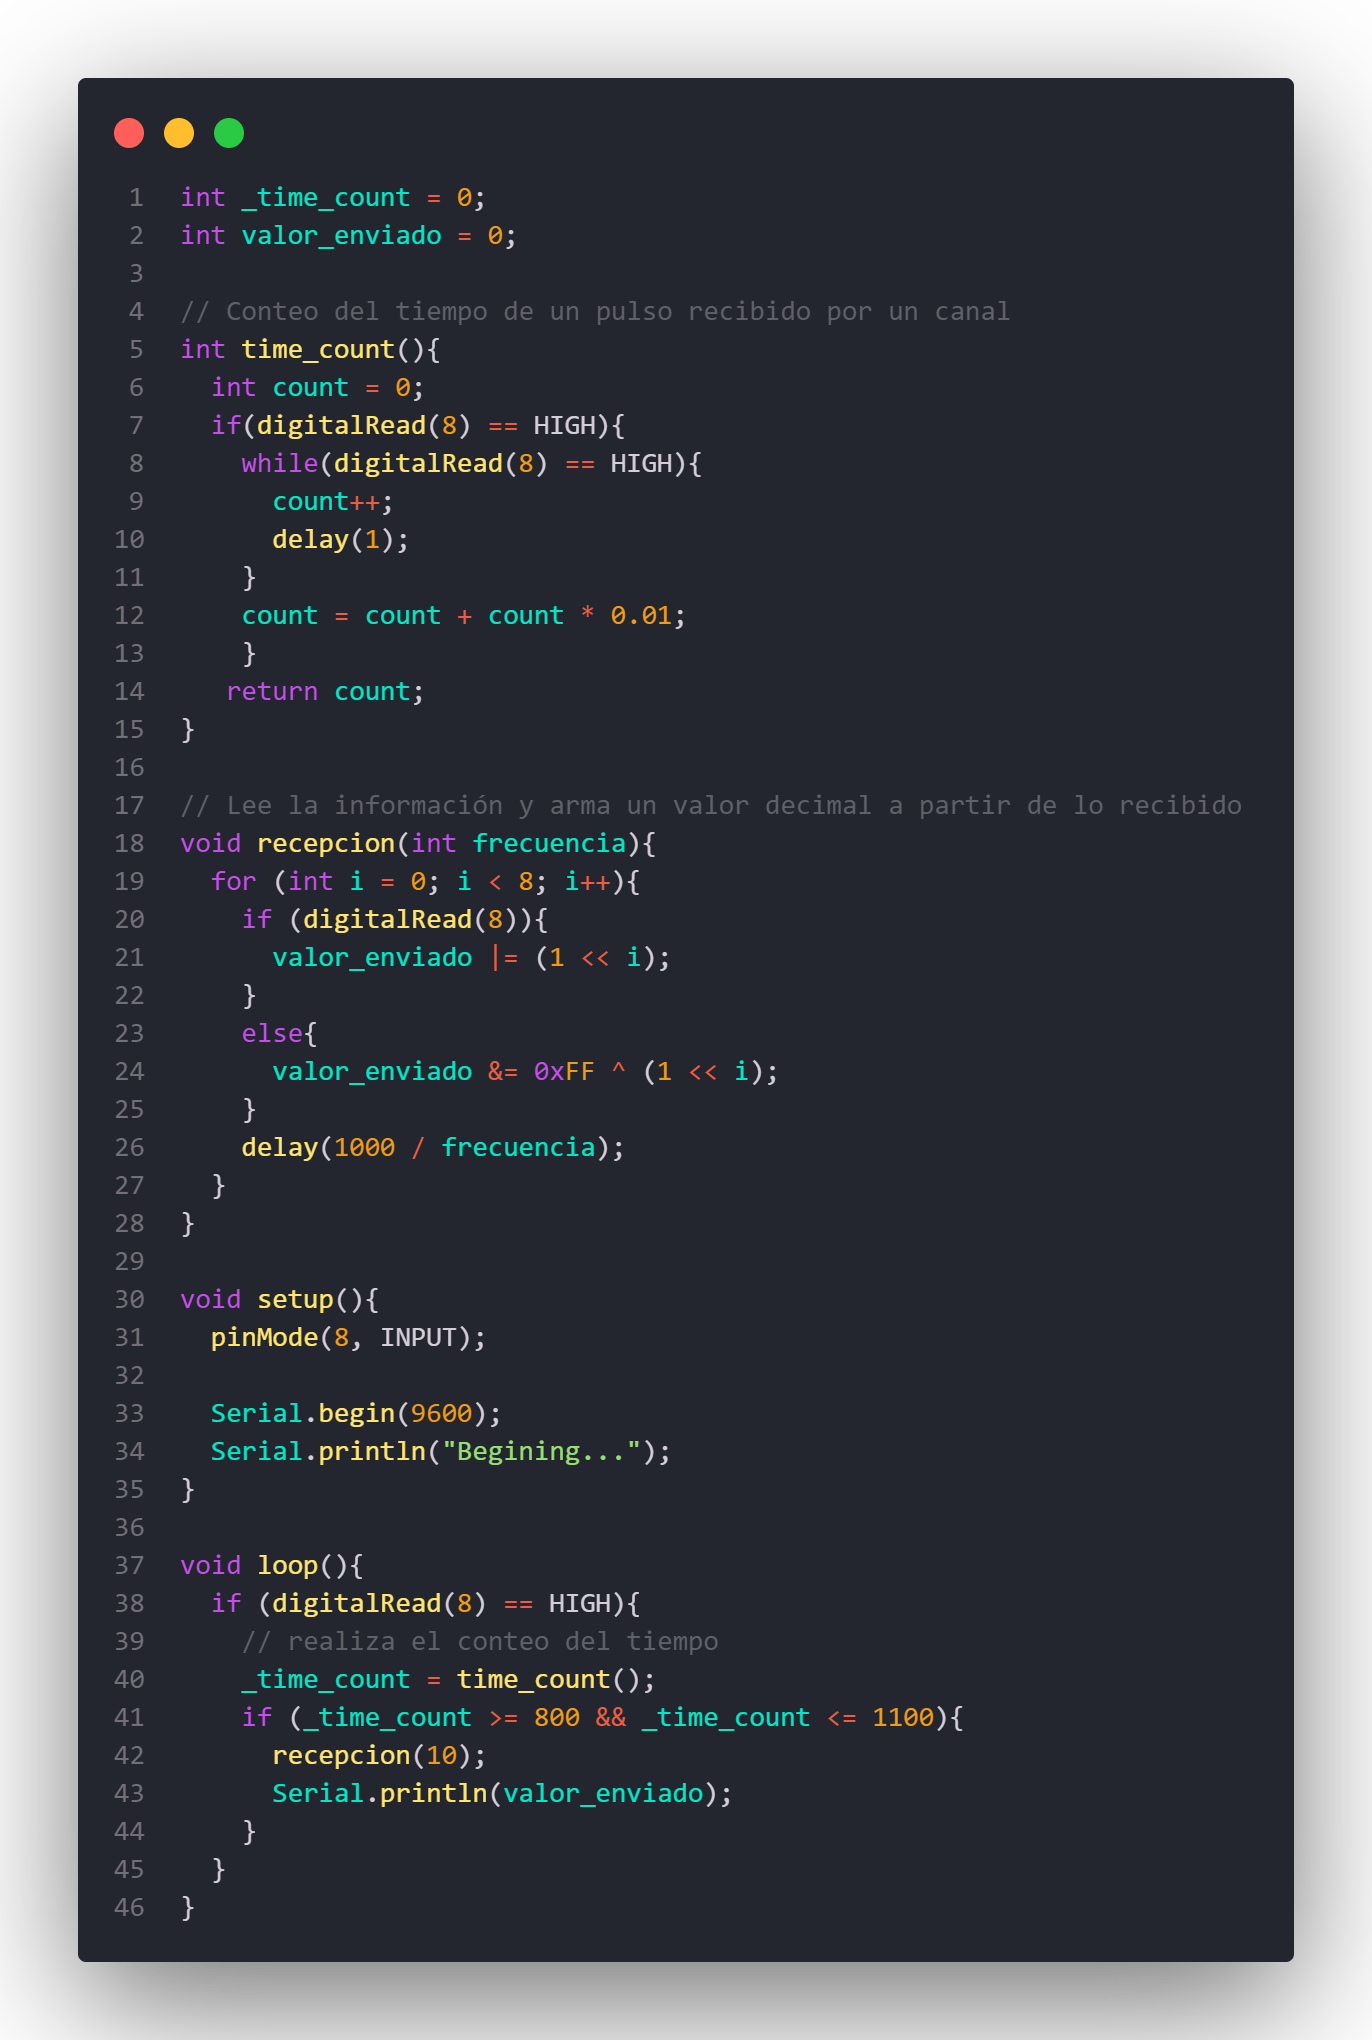 1 int _time_count = 0;
2 int valor_enviado = 0;
3
4 // Conteo del tiempo de un pulso recibido por un canal
5 int time_count(){
6   int count = 0;
7   if(digitalRead(8) == HIGH){
8     while(digitalRead(8) == HIGH){
9       count++;
10       delay(1);
11     }
12     count = count + count * 0.01;
13     }
14    return count;
15 }
16
17 // Lee la información y arma un valor decimal a partir de lo recibido
18 void recepcion(int frecuencia){
19   for (int i = 0; i < 8; i++){
20     if (digitalRead(8)){
21       valor_enviado |= (1 << i);
22     }
23     else{
24       valor_enviado &= 0xFF ^ (1 << i);
25     }
26     delay(1000 / frecuencia);
27   }
28 }
29
30 void setup(){
31   pinMode(8, INPUT);
32
33   Serial.begin(9600);
34   Serial.println("Begining...");
35 }
36
37 void loop(){
38   if (digitalRead(8) == HIGH){
39     // realiza el conteo del tiempo
40     _time_count = time_count();
41     if (_time_count >= 800 && _time_count <= 1100){
42       recepcion(10);
43       Serial.println(valor_enviado);
44     }
45   }
46 }